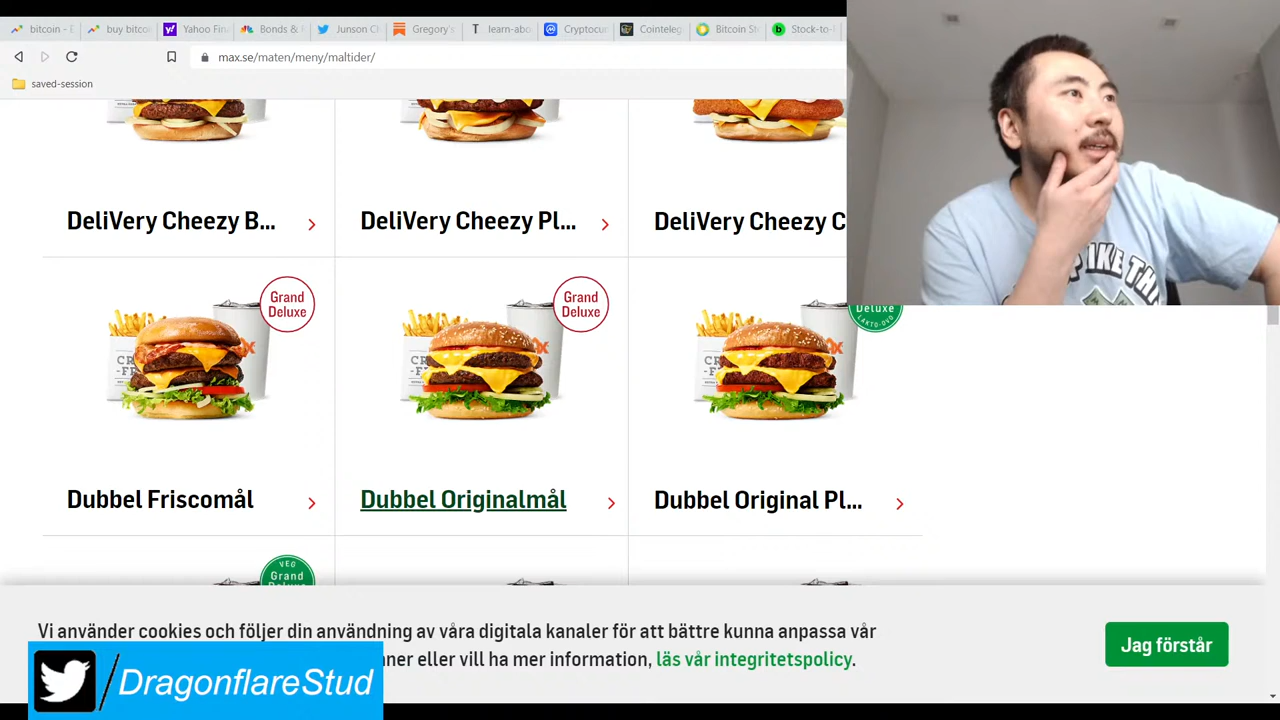 bitcoin - E
buy bitco
Yahoo Fin
Bonds &
Junson C
Gregory's
learn-abo
Cryptocur
Cointeleg
Bitcoin St
Stock-to-
max.se/maten/meny/maltider/
saved-session
DeliVery Cheezy B...
DeliVery Cheezy Pl...
DeliVery Cheezy C
Grand
Deluxe
Grand
Deluxe
Deluxe
LAKTO-OVO
Dubbel Friscomål
Dubbel Originalmål
Dubbel Original Pl...
VEG
Grand
Vi använder cookies och följer din användning av våra digitala kanaler för att bättre kunna anpassa vår
ner eller vill ha mer information, läs vår integritetspolicy.
Jag förstår
/DragonflareStud